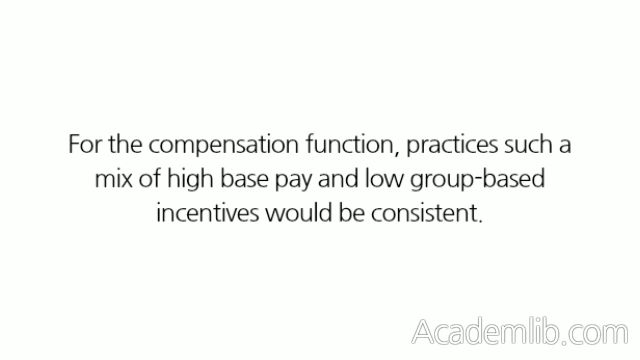 For the compensation function, practices such a
mix of high base pay and low group-based
incentives would be consistent.
Academlib.com